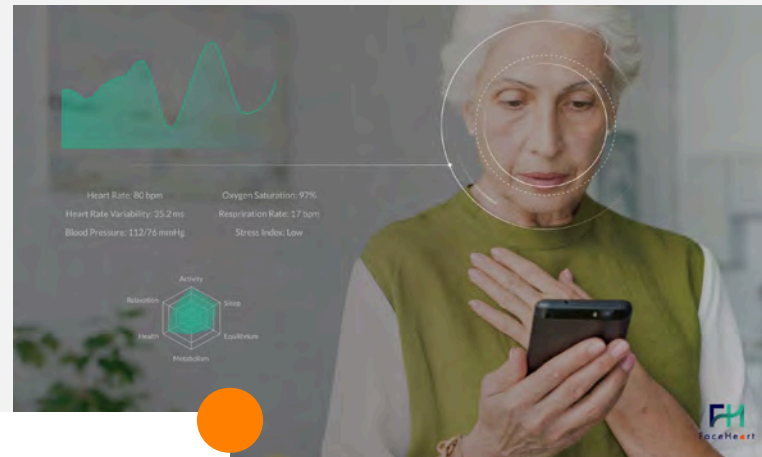 Heart Rate: 80 bpm
Oxygen Saturation: 97%
Heart Rate Variability: 35.2 ms
Respriration Rate: 17 bpm
Blood Pressure: 112/76 mmHg
Stress Index: Low
Activity
Relaxation
Sleep
Health
Equilibrium
Metabolism
FH
FaceHeart